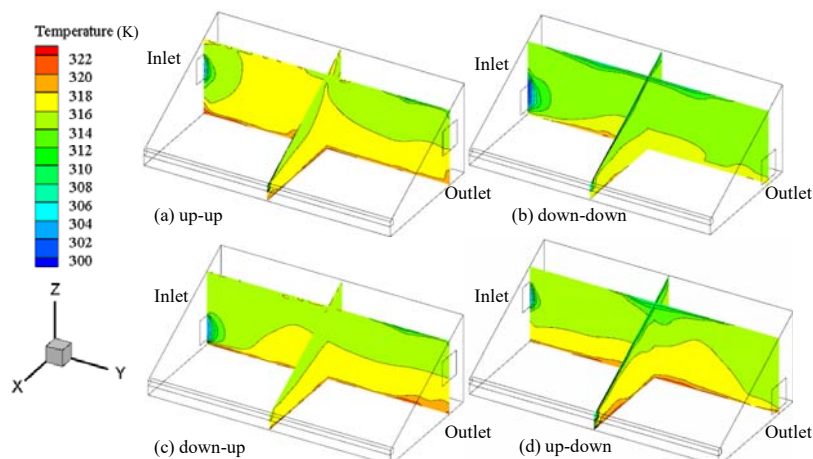 Temperature (K)
322
320
318
316
314
312
310
308
306
304
302
300
Z
X
Y
Inlet
Outlet
(a) up-up
Inlet
Outlet
(b) down-down
Inlet
Outlet
(c) down-up
Inlet
Outlet
(d) up-down